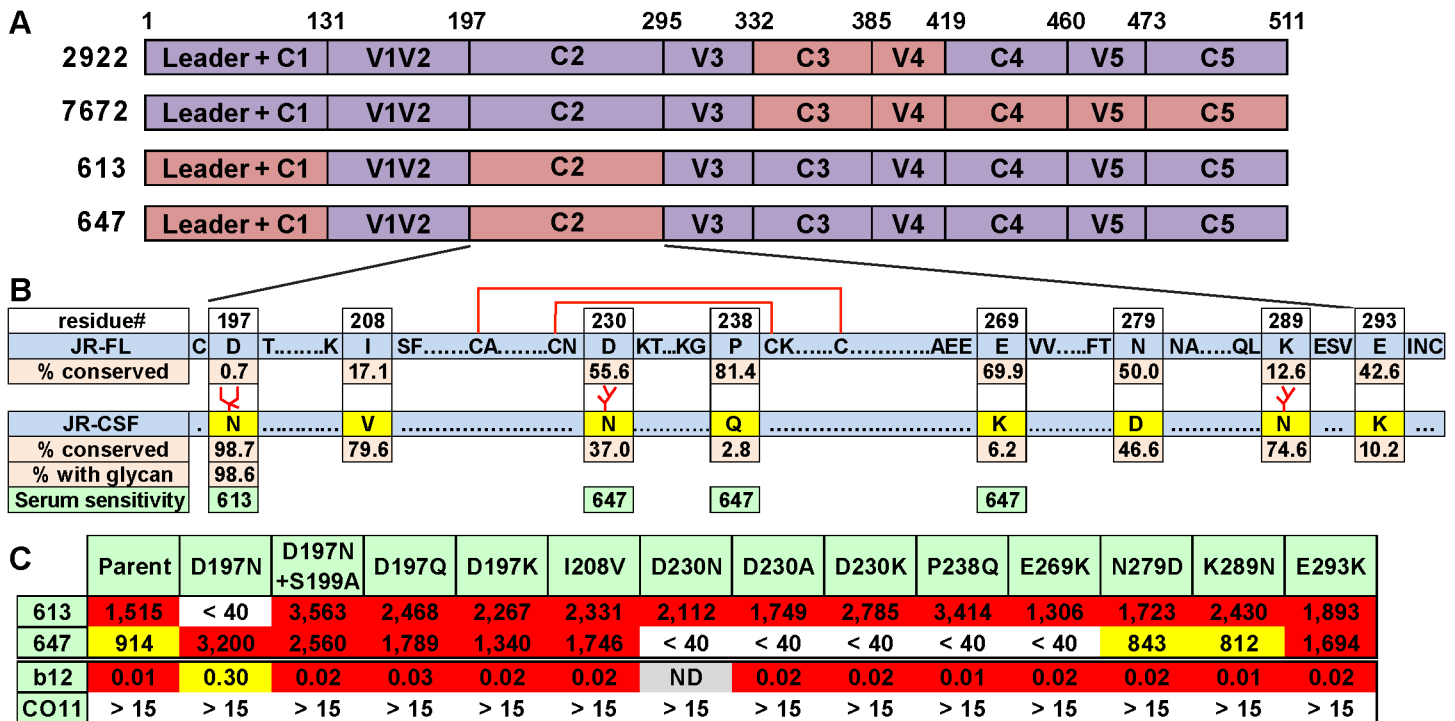 A
1 131 197 295 332 385 419 460 473 511
2922 Leader + C1 V1V2 C2 V3 C3 V4 C4 V5 C5
7672 Leader + C1 V1V2 C2 V3 C3 V4 C4 V5 C5
613 Leader + C1 V1V2 C2 V3 C3 V4 C4 V5 C5
647 Leader + C1 V1V2 C2 V3 C3 V4 C4 V5 C5
B
residue# 197 208 230 238 269 279 289 293
JR-FL C D T........K I SF.......CA.......CN D KT...KG P CK......C...........AEE E VV.....FT N NA.....QL K ESV E INC
% conserved 0.7 17.1 55.6 81.4 69.9 50.0 12.6 42.6
JR-CSF . N .............. V .............................. N ............. Q .................................. K .............. D ............... N ... K ...
% conserved 98.7 79.6 37.0 2.8 6.2 46.6 74.6 10.2
% with glycan 98.6
Serum sensitivity 613 647 647 647
C
Parent D197N D197N +S199A D197Q D197K I208V D230N D230A D230K P238Q E269K N279D K289N E293K
613 1,515 < 40 3,563 2,468 2,267 2,331 2,112 1,749 2,785 3,414 1,306 1,723 2,430 1,893
647 914 3,200 2,560 1,789 1,340 1,746 < 40 < 40 < 40 < 40 < 40 843 812 1,694
b12 0.01 0.30 0.02 0.03 0.02 0.02 ND 0.02 0.02 0.01 0.02 0.02 0.01 0.02
CO11 > 15 > 15 > 15 > 15 > 15 > 15 > 15 > 15 > 15 > 15 > 15 > 15 > 15 > 15